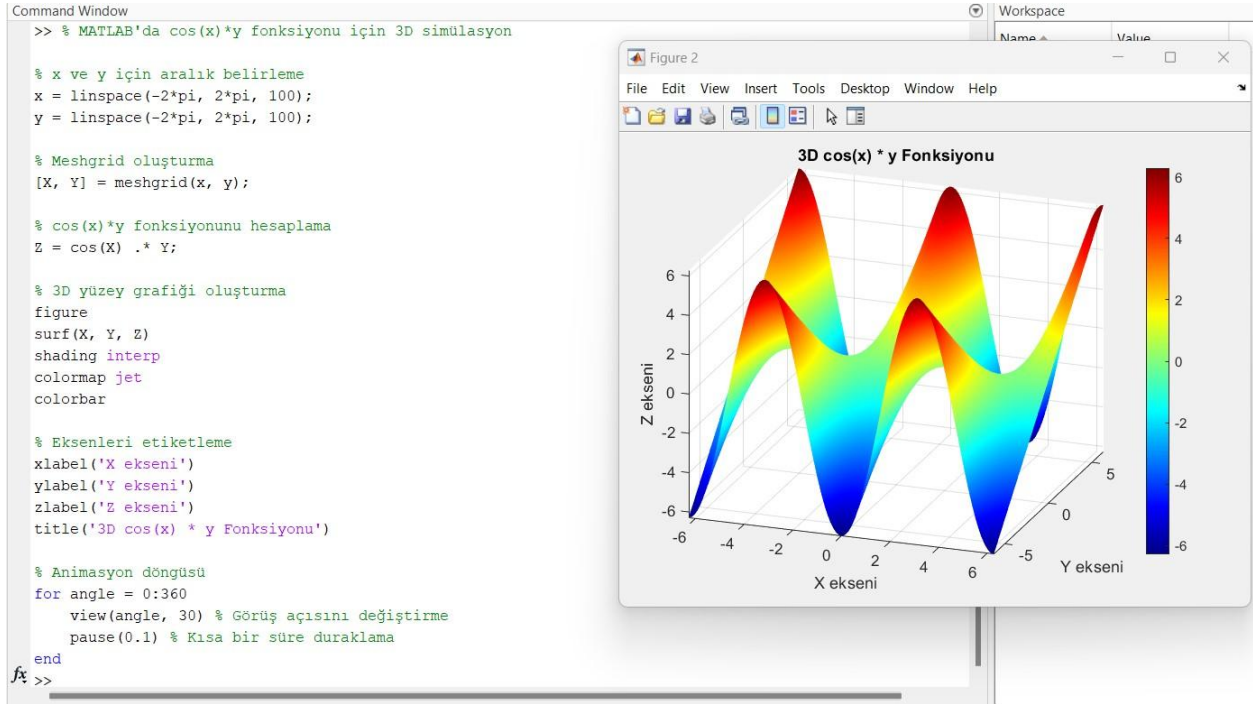 Command Window
>> % MATLAB'da cos(x)*y fonksiyonu için 3D simülasyon
% x ve y için aralık belirleme
x = linspace(-2*pi, 2*pi, 100);
y = linspace(-2*pi, 2*pi, 100);
% Meshgrid oluşturma
[X, Y] = meshgrid(x, y);
% cos(x)*y fonksiyonunu hesaplama
Z = cos(X) .* Y;
% 3D yüzey grafiği oluşturma
figure
surf(X, Y, Z)
shading interp
colormap jet
colorbar
% Eksenleri etiketleme
xlabel('X ekseni')
ylabel('Y ekseni')
zlabel('Z ekseni')
title('3D cos(x) * y Fonksiyonu')
% Animasyon döngüsü
for angle = 0:360
view(angle, 30) % Görüş açısını değiştirme
pause(0.1) % Kısa bir süre duraklama
end
fx >>
Workspace
Name Value
Figure 2
File Edit View Insert Tools Desktop Window Help
3D cos(x) * y Fonksiyonu
6
4
2
0
-2
-4
-6
Z ekseni
-6
-4
-2
0
2
4
6
X ekseni
-5
0
5
Y ekseni
6
4
2
0
-2
-4
-6